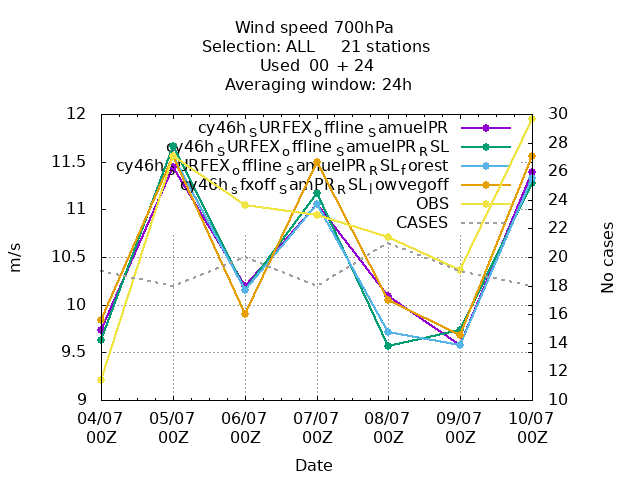 Wind speed 700hPa
Selection: ALL 21 stations
Used 00 + 24
Averaging window: 24h
cy46h_SURFEX_offline_SamuelPR
cy46h_SURFEX_offline_SamuelPR_RSL
cy46h_SURFEX_offline_SamuelPR_RSL_forest
cy46h_sfxoff_SamPR_RSL_lowvegoff
OBS
CASES
12
11.5
11
10.5
10
9.5
9
m/s
30
28
26
24
22
20
18
16
14
12
10
No cases
04/07 05/07 06/07 07/07 08/07 09/07 10/07
00Z 00Z 00Z 00Z 00Z 00Z 00Z
Date